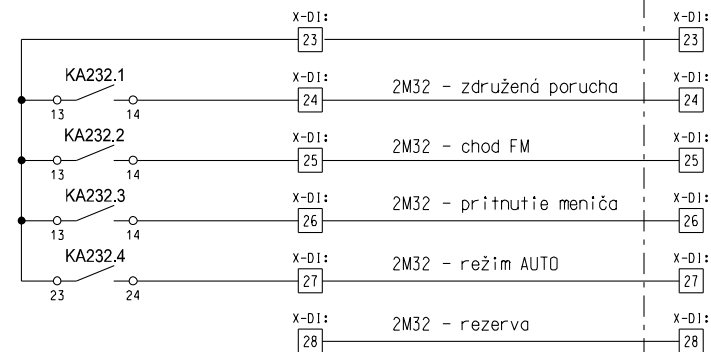 X-DI: X-DI:
23 23
KA232.1 X-DI: 2M32 - združená porucha X-DI:
13 14 24 24
KA232.2 X-DI: 2M32 - chod FM X-DI:
13 14 25 25
KA232.3 X-DI: 2M32 - pritnutie meniča X-DI:
13 14 26 26
KA232.4 X-DI: 2M32 - režim AUTO X-DI:
23 24 27 27
X-DI: 2M32 - rezerva X-DI:
28 28